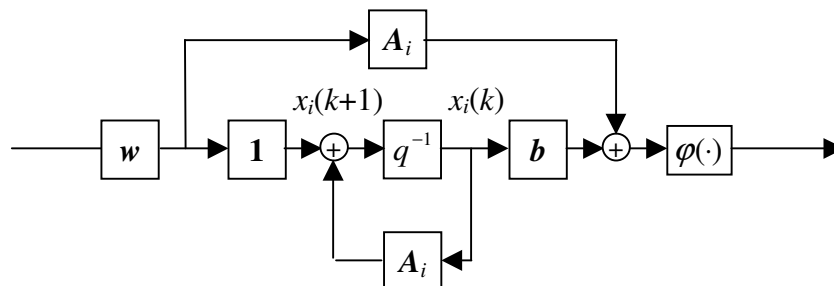 A_i
x_i(k+1)
x_i(k)
w
1
+
q^{-1}
b
+
φ(·)
A_i